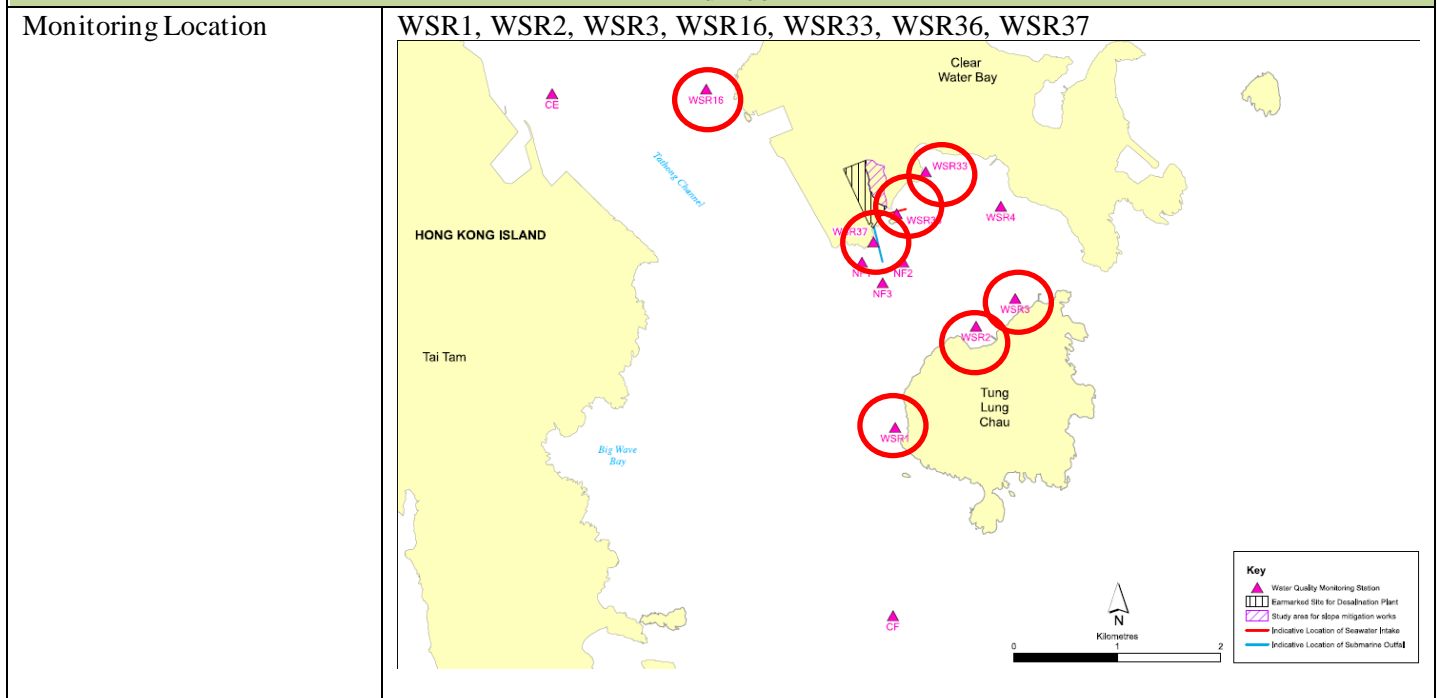 Monitoring Location
WSR1, WSR2, WSR3, WSR16, WSR33, WSR36, WSR37
Clear
Water Bay
CE
WSR16
Tathong Channel
WSR33
WSR4
HONG KONG ISLAND
WSR37
NF2
NF3
WSR3
WSR2
Tai Tam
Tung
Lung
Chau
WSR1
Big Wave
Bay
CF
N
Kilometres
0 1 2
Key
Water Quality Monitoring Station
Earmarked Site for Desalination Plant
Study area for slope mitigation works
Indicative Location of Seawater Intake
Indicative Location of Submarine Outfall